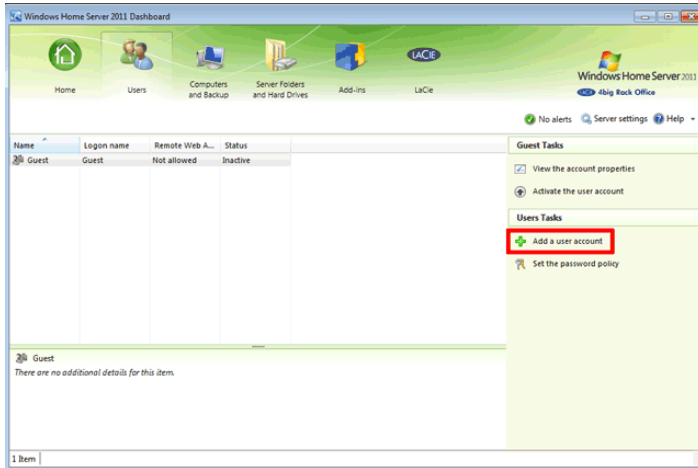 Windows Home Server 2011 Dashboard
Home
Users
Computers
and Backup
Server Folders
and Hard Drives
Add-ins
LaCie
LACIE
Windows Home Server 2011
LACIE 4big Rack Office
No alerts
Server settings
Help
Name
Logon name
Remote Web A...
Status
Guest
Guest
Not allowed
Inactive
Guest Tasks
View the account properties
Activate the user account
Users Tasks
Add a user account
Set the password policy
Guest
There are no additional details for this item.
1 Item